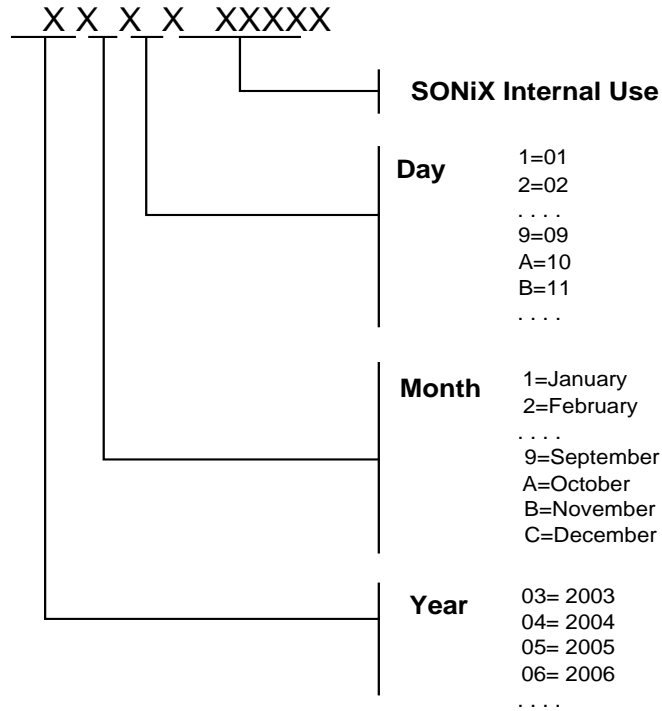 X X X X XXXXX
SONiX Internal Use
Day
1=01
2=02
. . . .
9=09
A=10
B=11
. . . .
Month
1=January
2=February
. . . .
9=September
A=October
B=November
C=December
Year
03= 2003
04= 2004
05= 2005
06= 2006
. . . .